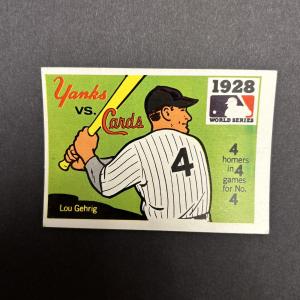 Yanks
vs.
Cards
1928
WORLD SERIES
4
Lou Gehrig
4
homers
in 4
games
for No.
4